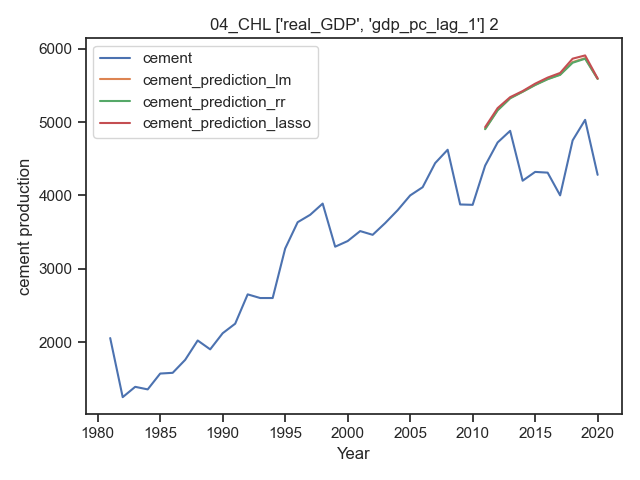 04_CHL ['real_GDP', 'gdp_pc_lag_1'] 2
6000
5000
4000
3000
2000
cement production
cement
cement_prediction_lm
cement_prediction_rr
cement_prediction_lasso
1980 1985 1990 1995 2000 2005 2010 2015 2020
Year